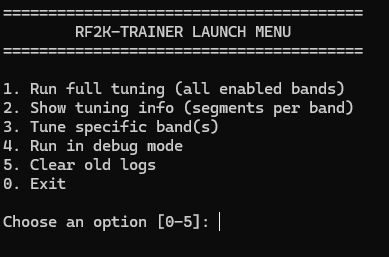 ========================================
RF2K-TRAINER LAUNCH MENU
========================================
1. Run full tuning (all enabled bands)
2. Show tuning info (segments per band)
3. Tune specific band(s)
4. Run in debug mode
5. Clear old logs
0. Exit
Choose an option [0-5]: